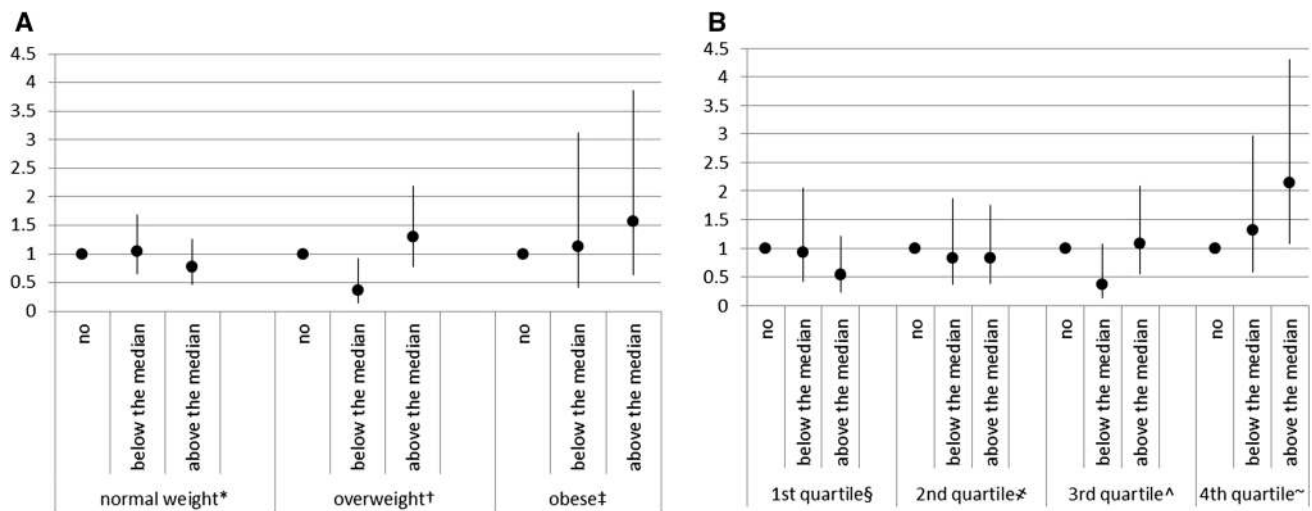 A
4.5
4
3.5
3
2.5
2
1.5
1
0.5
0
no
below the median
above the median
no
below the median
above the median
no
below the median
above the median
normal weight*
overweight†
obese‡
B
4.5
4
3.5
3
2.5
2
1.5
1
0.5
0
no
below the median
above the median
no
below the median
above the median
no
below the median
above the median
no
below the median
above the median
1st quartile§
2nd quartile≵
3rd quartile^
4th quartile~